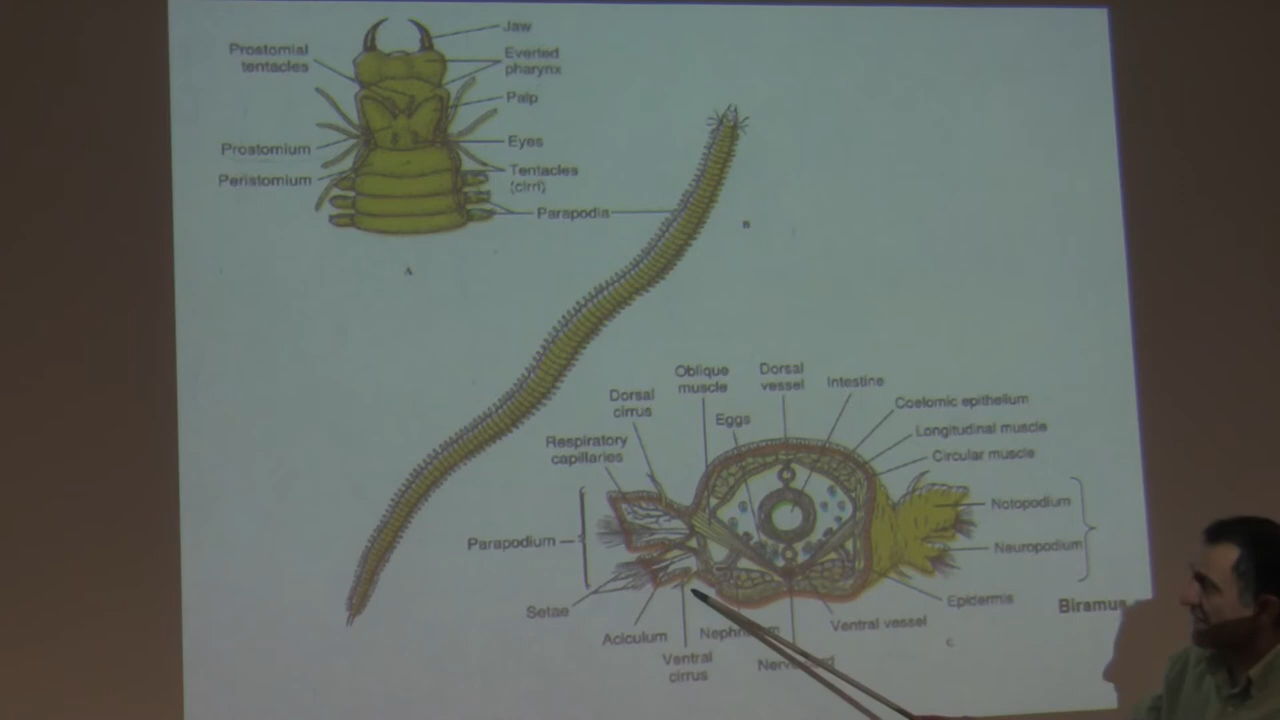 Jaw
Prostomial
tentacles
Everted
pharynx
Palp
Prostomium
Eyes
Peristomium
Tentacles
(cirri)
Parapodia
A
B
Oblique
muscle
Dorsal
vessel
Intestine
Dorsal
cirrus
Coelomic epithelium
Eggs
Longitudinal muscle
Respiratory
capillaries
Circular muscle
Notopodium
Parapodium
Neuropodium
Setae
Epidermis
Biramus
Aciculum
Ventral vessel
C
Ventral
cirrus